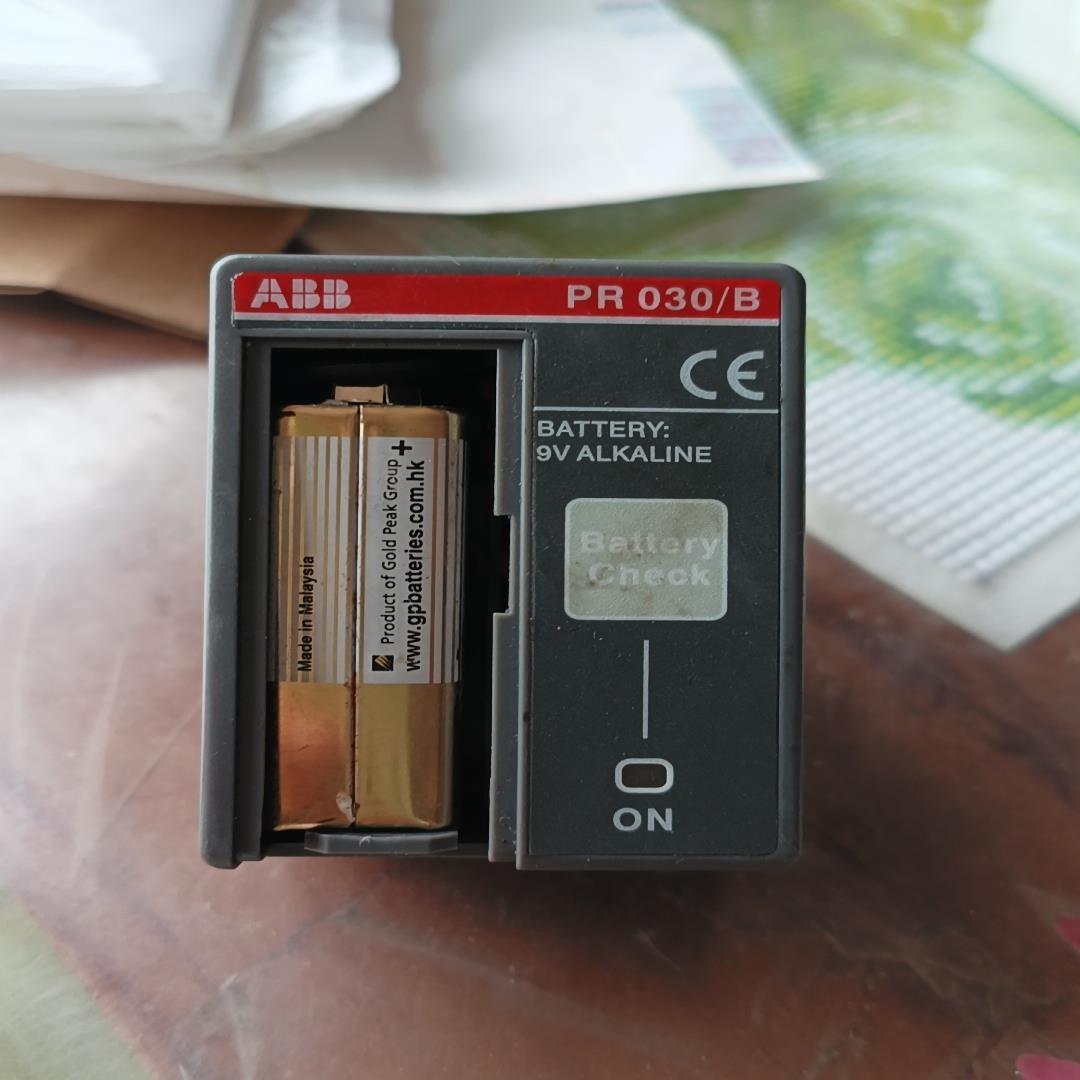 ABB PR 030/B
CE
BATTERY:
9V ALKALINE
Battery
Check
ON
+
Made in Malaysia
Product of Gold Peak Group
www.gpbatteries.com.hk